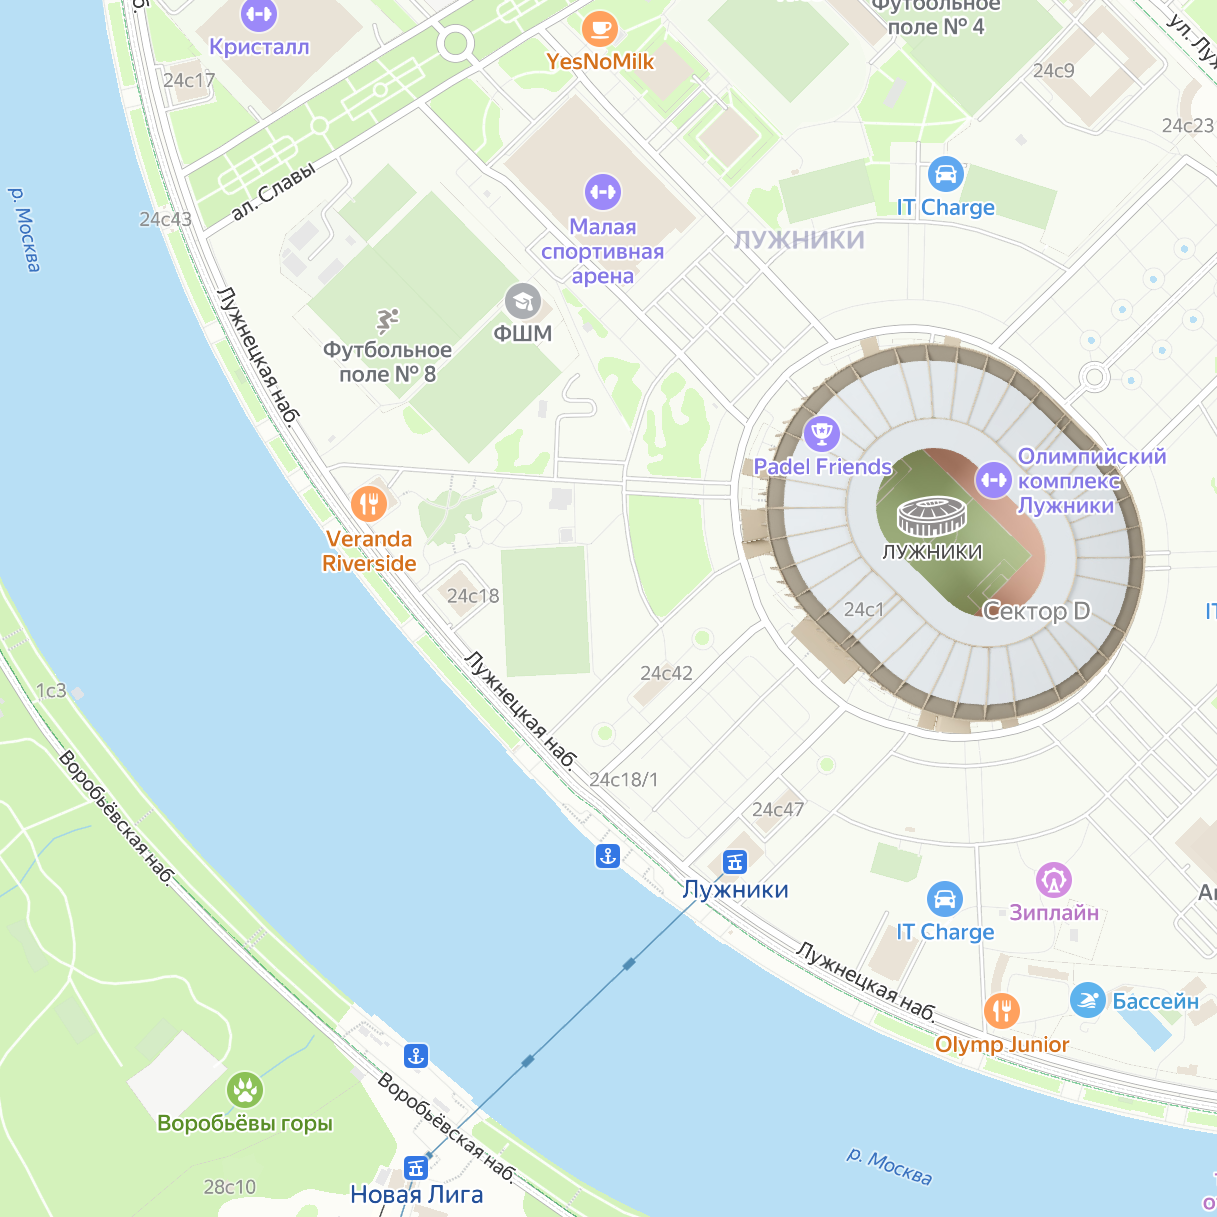 Кристалл
YesNoMilk
Футбольное
поле № 4
ул. Луж
24с17
24с9
24с23
ал. Славы
24с43
р. Москва
Малая
спортивная
арена
IT Charge
ЛУЖНИКИ
ФШМ
Футбольное
поле № 8
Лужнецкая наб.
Padel Friends
Олимпийский
комплекс
Лужники
ЛУЖНИКИ
Veranda
Riverside
24с18
24с1
Сектор D
IT
24с42
1с3
Лужнецкая наб.
Воробьёвская наб.
24с18/1
24с47
Лужники
Зиплайн
IT Charge
Лужнецкая наб.
Бассейн
Olymp Junior
Воробьёвы горы
Воробьёвская наб.
р. Москва
28с10
Новая Лига